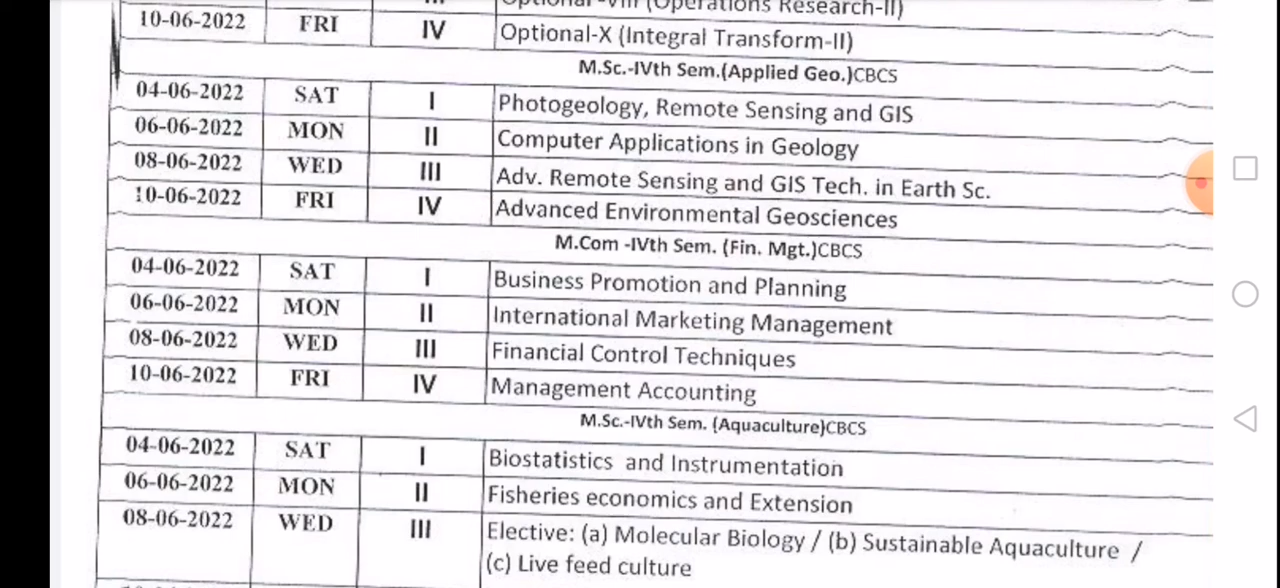 Optional-VIII (Operations Research-II)
10-06-2022 FRI IV Optional-X (Integral Transform-II)
M.Sc.-IVth Sem.(Applied Geo.)CBCS
04-06-2022 SAT I Photogeology, Remote Sensing and GIS
06-06-2022 MON II Computer Applications in Geology
08-06-2022 WED III Adv. Remote Sensing and GIS Tech. in Earth Sc.
10-06-2022 FRI IV Advanced Environmental Geosciences
M.Com -IVth Sem. (Fin. Mgt.)CBCS
04-06-2022 SAT I Business Promotion and Planning
06-06-2022 MON II International Marketing Management
08-06-2022 WED III Financial Control Techniques
10-06-2022 FRI IV Management Accounting
M.Sc.-IVth Sem. (Aquaculture)CBCS
04-06-2022 SAT I Biostatistics and Instrumentation
06-06-2022 MON II Fisheries economics and Extension
08-06-2022 WED III Elective: (a) Molecular Biology / (b) Sustainable Aquaculture /
(c) Live feed culture